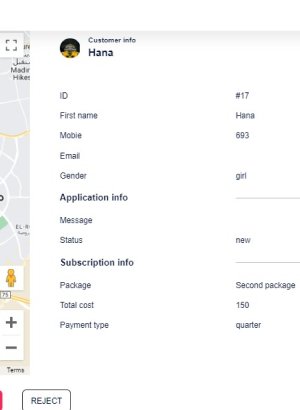 Customer info
Hana
ID #17
First name Hana
Mobie 693
Email
Gender girl
Application info
Message
Status new
Subscription info
Package Second package
Total cost 150
Payment type quarter
Madin
Hikes
EL-R
75
+
−
Terms
REJECT